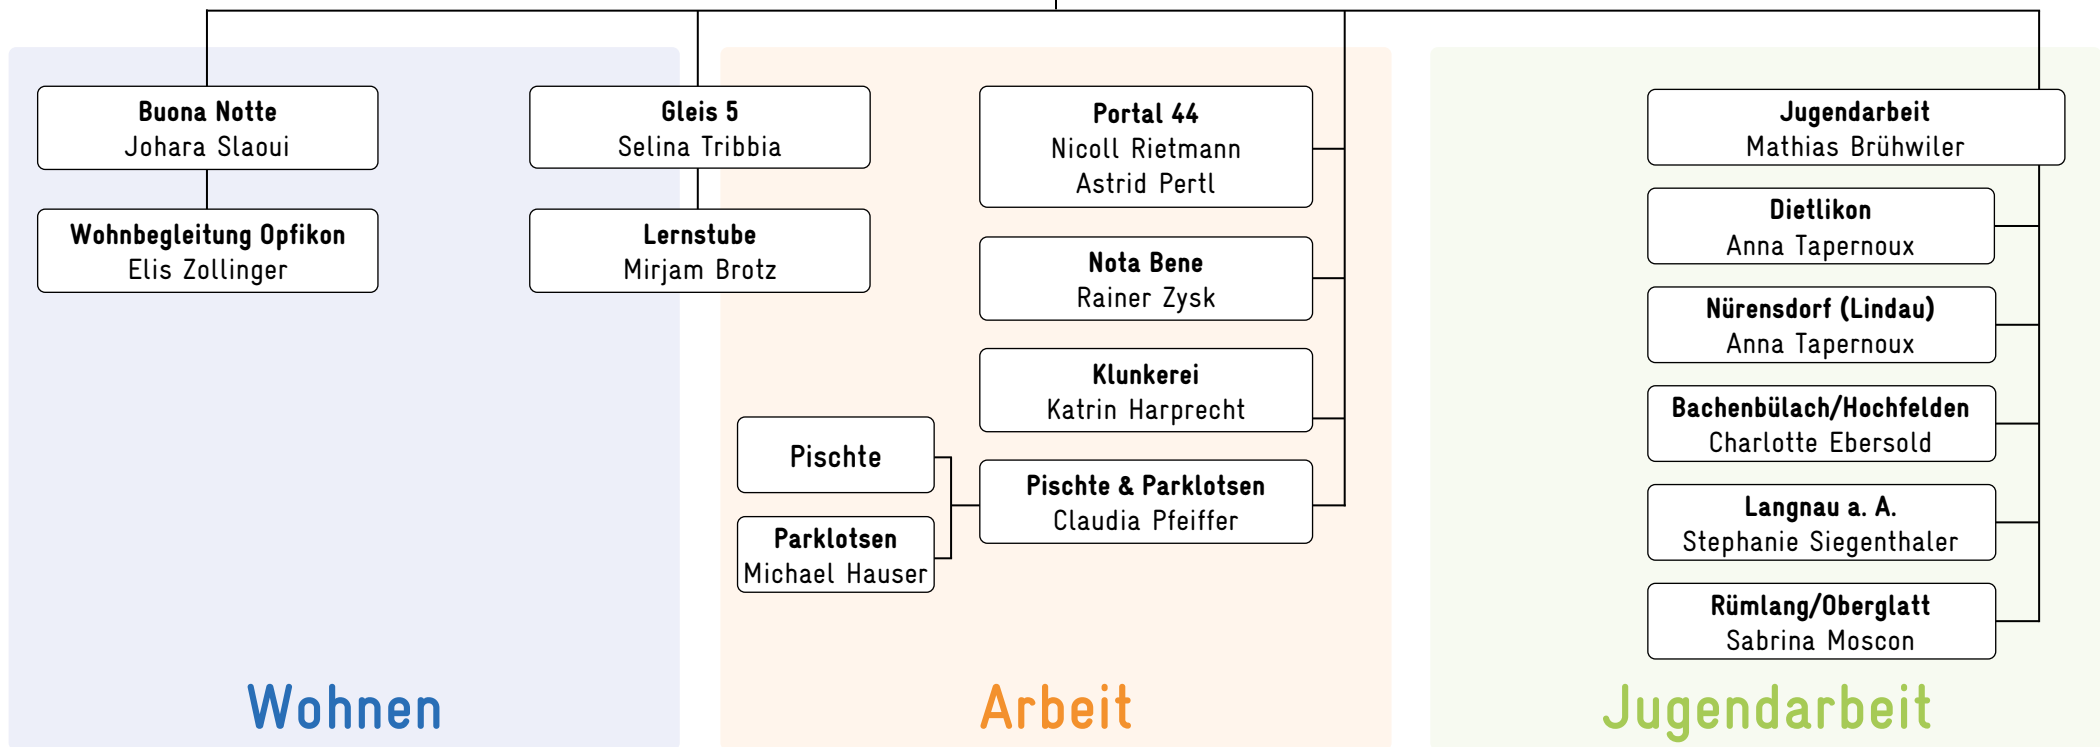 Buona Notte
Johara Slaoui
Wohnbegleitung Opfikon
Elis Zollinger
Gleis 5
Selina Tribbia
Lernstube
Mirjam Brotz
Wohnen
Portal 44
Nicoll Rietmann
Astrid Pertl
Nota Bene
Rainer Zysk
Klunkerei
Katrin Harprecht
Pischte & Parklotsen
Claudia Pfeiffer
Pischte
Parklotsen
Michael Hauser
Arbeit
Jugendarbeit
Mathias Brühwiler
Dietlikon
Anna Tapernoux
Nürensdorf (Lindau)
Anna Tapernoux
Bachenbülach/Hochfelden
Charlotte Ebersold
Langnau a. A.
Stephanie Siegenthaler
Rümlang/Oberglatt
Sabrina Moscon
Jugendarbeit